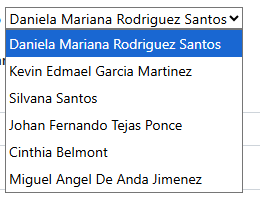 Daniela Mariana Rodriguez Santos
Daniela Mariana Rodriguez Santos
Kevin Edmael Garcia Martinez
Silvana Santos
Johan Fernando Tejas Ponce
Cinthia Belmont
Miguel Angel De Anda Jimenez